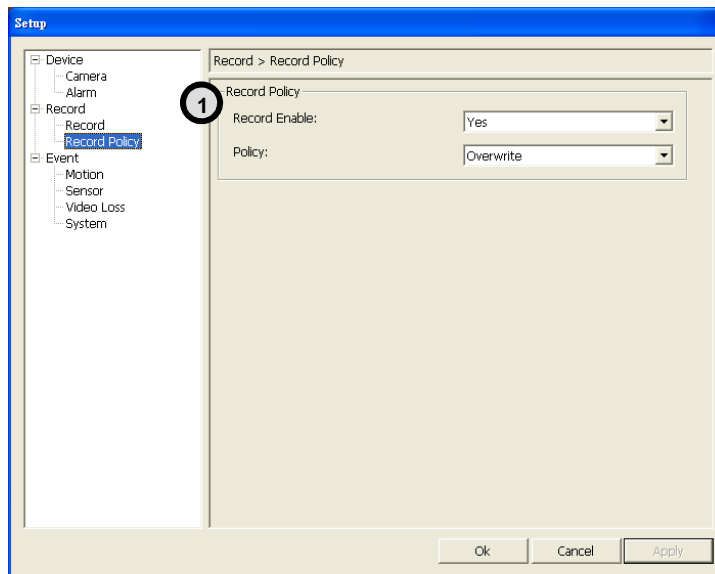 Setup
Device
Camera
Alarm
Record
Record
Record Policy
Event
Motion
Sensor
Video Loss
System
Record > Record Policy
1
Record Policy
Record Enable: Yes
Policy: Overwrite
Ok Cancel Apply